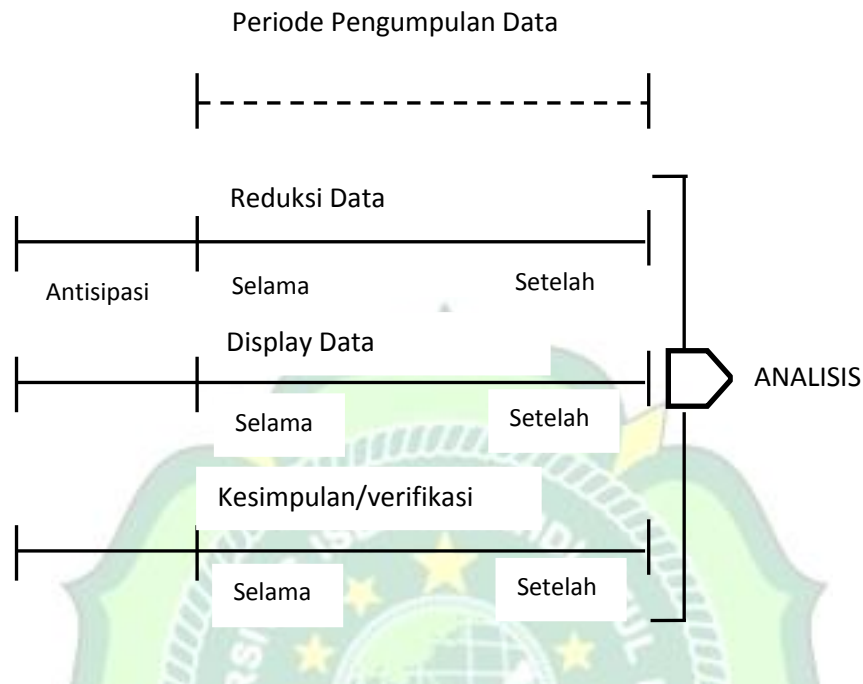 Periode Pengumpulan Data
Reduksi Data
Antisipasi Selama Setelah
Display Data
ANALISIS
Selama Setelah
Kesimpulan/verifikasi
Selama Setelah